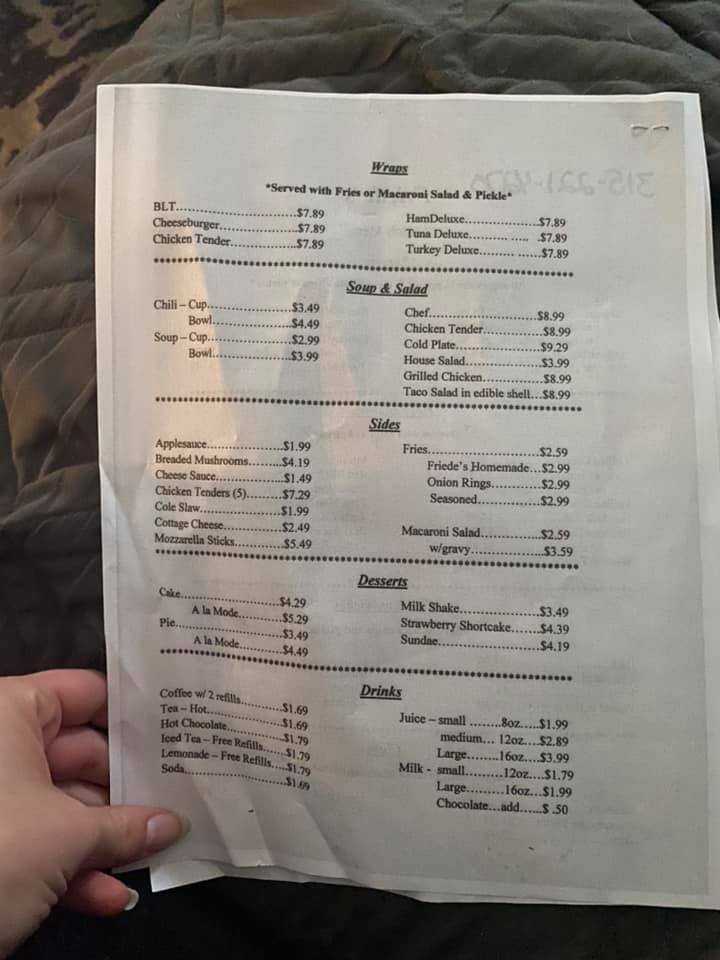 Wraps
*Served with Fries or Macaroni Salad & Pickle*
BLT..............................$7.89
Cheeseburger....................$7.89
Chicken Tender.................$7.89
HamDeluxe...................$7.89
Tuna Deluxe.......... ..... .$7.89
Turkey Deluxe......... ......$7.89
Soup & Salad
Chili – Cup.....................$3.49
Bowl....................$4.49
Soup – Cup.....................$2.99
Bowl....................$3.99
Chef...........................$8.99
Chicken Tender...............$8.99
Cold Plate.....................$9.29
House Salad...................$3.99
Grilled Chicken...............$8.99
Taco Salad in edible shell...$8.99
Sides
Applesauce...................$1.99
Breaded Mushrooms.........$4.19
Cheese Sauce.................$1.49
Chicken Tenders (5).........$7.29
Cole Slaw.....................$1.99
Cottage Cheese...............$2.49
Mozzarella Sticks............$5.49
Fries...........................$2.59
Friede's Homemade...$2.99
Onion Rings............$2.99
Seasoned................$2.99
Macaroni Salad...............$2.59
w/gravy..................$3.59
Desserts
Cake.........................$4.29
A la Mode..........$5.29
Pie...........................$3.49
A la Mode..........$4.49
Milk Shake....................$3.49
Strawberry Shortcake.......$4.39
Sundae.........................$4.19
Drinks
Coffee w/ 2 refills..........$1.69
Tea – Hot...................$1.69
Hot Chocolate..............$1.79
Iced Tea – Free Refills......$1.79
Lemonade – Free Refills.....$1.79
Soda..........................$1.69
Juice – small ........8oz.....$1.99
medium... 12oz....$2.89
Large........16oz....$3.99
Milk - small.........12oz....$1.79
Large.........16oz...$1.99
Chocolate...add......$ .50